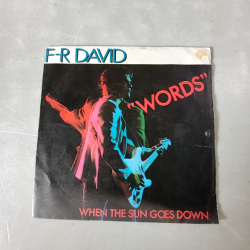 F-R DAVID
"WORDS"
WHEN THE SUN GOES DOWN